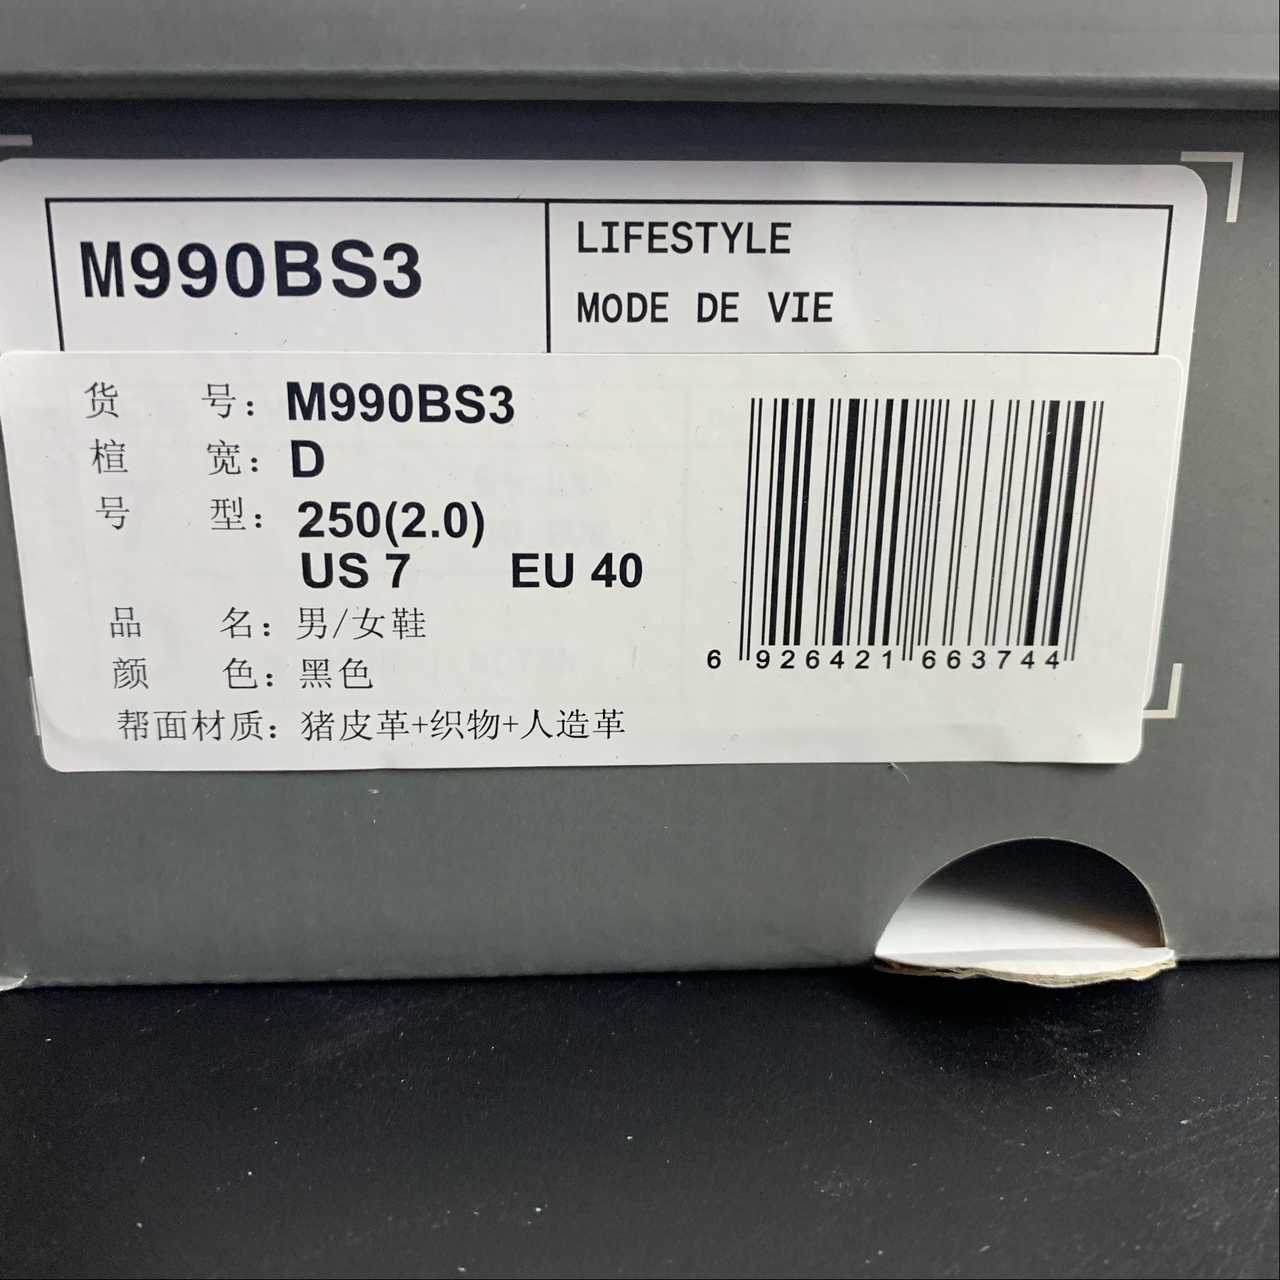 M990BS3
LIFESTYLE
MODE DE VIE
货 号: M990BS3
楦 宽: D
号 型: 250(2.0)
US 7 EU 40
品 名: 男/女鞋
颜 色: 黑色
帮面材质: 猪皮革+织物+人造革
6 926421 663744